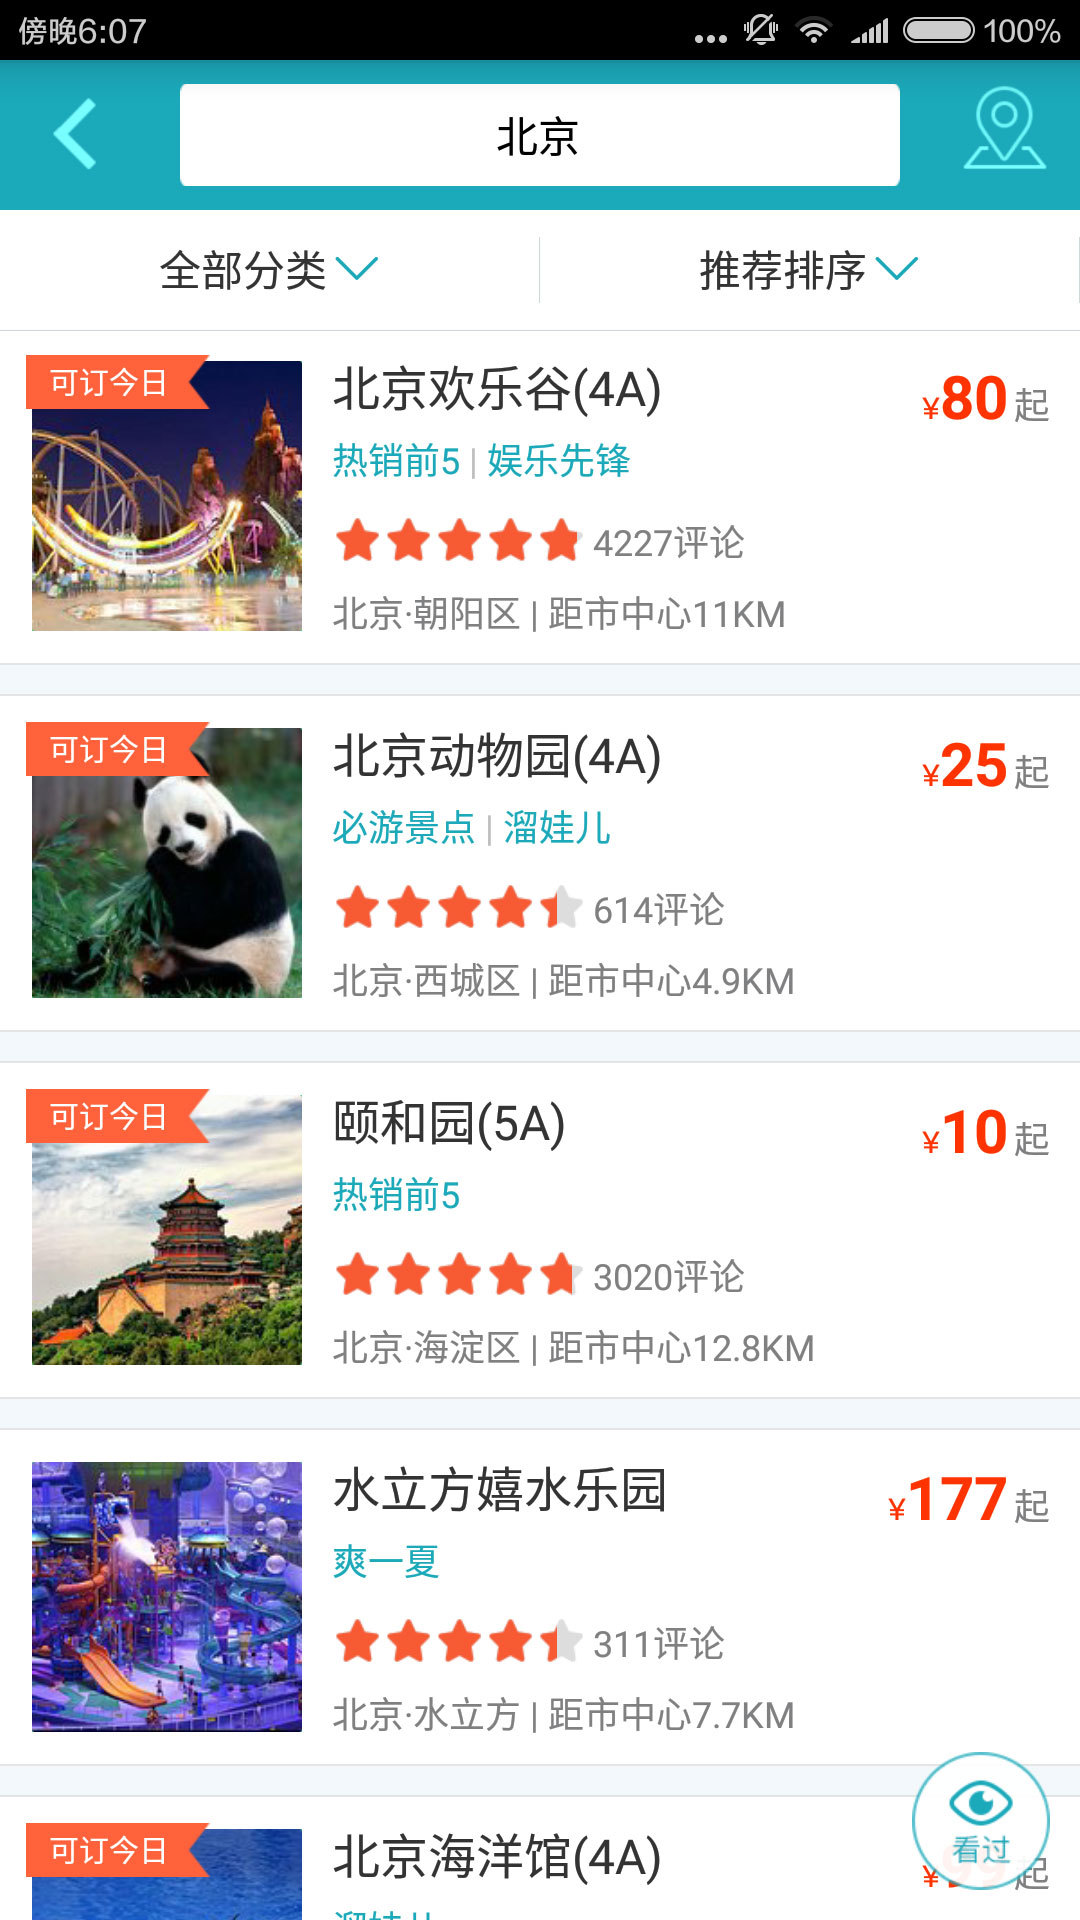 傍晚6:07
100%
北京
全部分类
推荐排序
可订今日
北京欢乐谷(4A)
¥80起
热销前5 | 娱乐先锋
4227评论
北京·朝阳区 | 距市中心11KM
可订今日
北京动物园(4A)
¥25起
必游景点 | 溜娃儿
614评论
北京·西城区 | 距市中心4.9KM
可订今日
颐和园(5A)
¥10起
热销前5
3020评论
北京·海淀区 | 距市中心12.8KM
水立方嬉水乐园
¥177起
爽一夏
311评论
北京·水立方 | 距市中心7.7KM
看过
可订今日
北京海洋馆(4A)
¥ 起